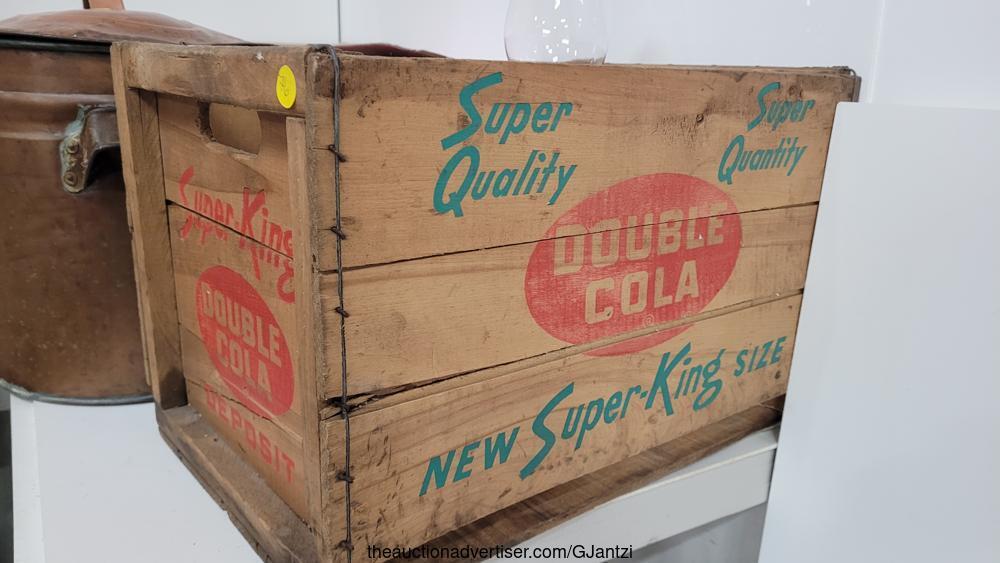 Super
Quality
Super
Quantity
DOUBLE
COLA
NEW Super-King SIZE
Super-King
DOUBLE
COLA
DEPOSIT
theauctionadvertiser.com/GJantzi